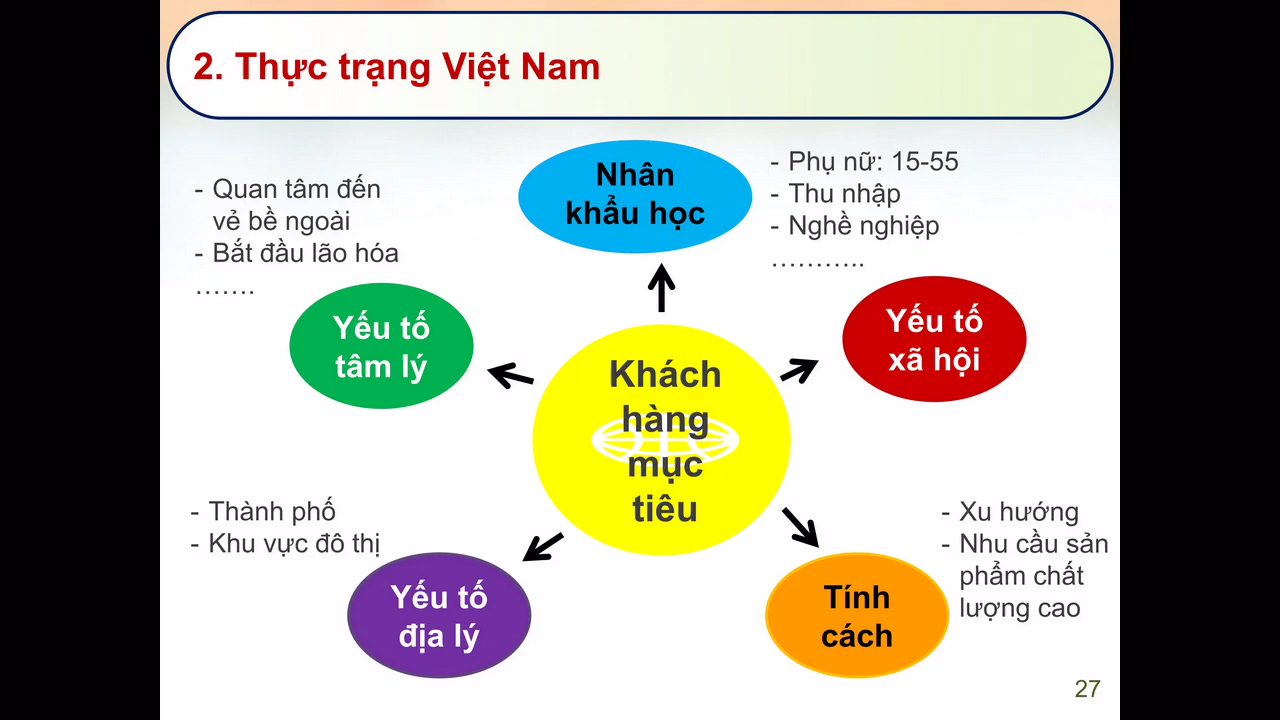 2. Thực trạng Việt Nam
Nhân
khẩu học
- Phụ nữ: 15-55
- Thu nhập
- Nghề nghiệp
………..
- Quan tâm đến
vẻ bề ngoài
- Bắt đầu lão hóa
…….
Yếu tố
tâm lý
Yếu tố
xã hội
Khách
hàng
mục
tiêu
- Thành phố
- Khu vực đô thị
Yếu tố
địa lý
- Xu hướng
- Nhu cầu sản
phẩm chất
lượng cao
Tính
cách
27